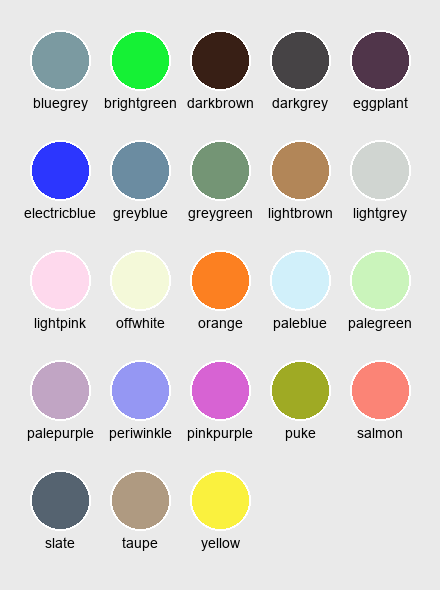 bluegrey brightgreen darkbrown darkgrey eggplant
electricblue greyblue greygreen lightbrown lightgrey
lightpink offwhite orange paleblue palegreen
palepurple periwinkle pinkpurple puke salmon
slate taupe yellow